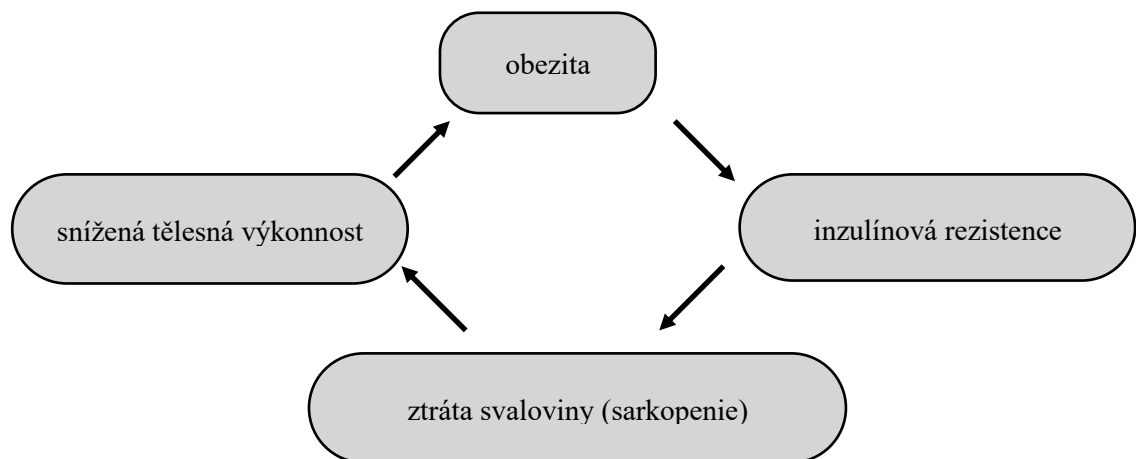 obezita
snížená tělesná výkonnost
inzulínová rezistence
ztráta svaloviny (sarkopenie)